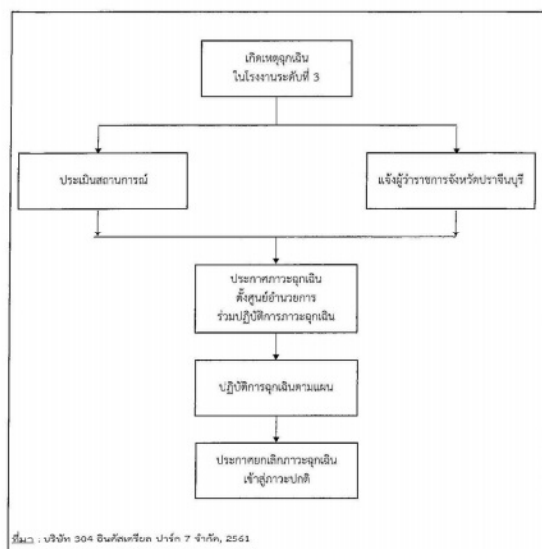 เกิดเหตุฉุกเฉิน
ในโรงงานระดับที่ 3
ประเมินสถานการณ์
แจ้งผู้ว่าราชการจังหวัดปราจีนบุรี
ประกาศภาวะฉุกเฉิน
ตั้งศูนย์อำนวยการ
ร่วมปฏิบัติการภาวะฉุกเฉิน
ปฏิบัติการฉุกเฉินตามแผน
ประกาศยกเลิกภาวะฉุกเฉิน
เข้าสู่ภาวะปกติ
ที่มา : บริษัท 304 อินดัสเตรียล ปาร์ค 7 จำกัด, 2561